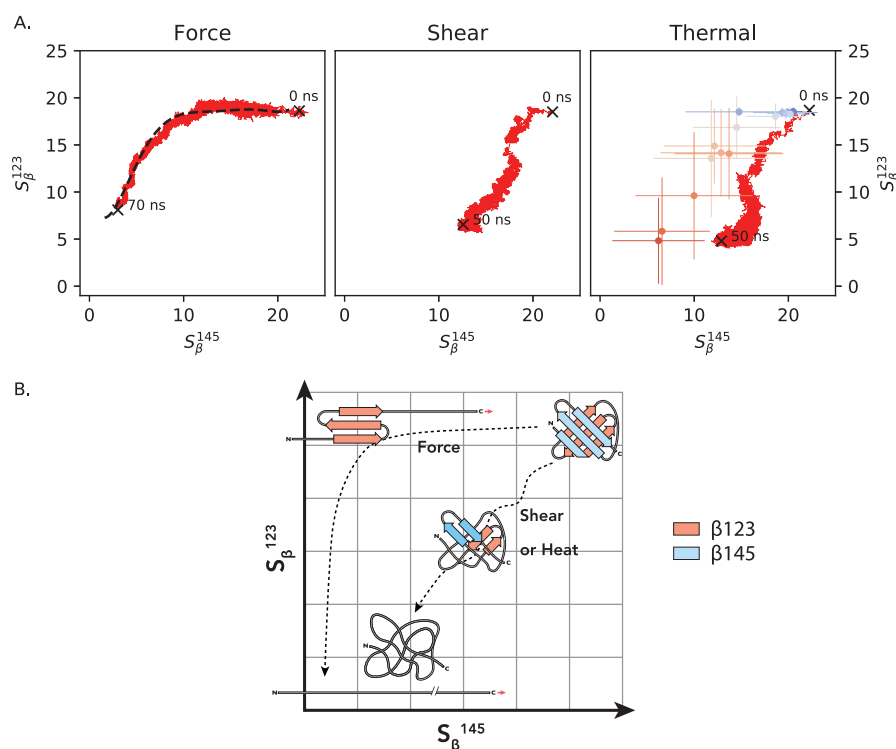 A.
Force
Shear
Thermal
25
20
15
10
5
0
S_β^123
0 ns
70 ns
0 ns
50 ns
0 ns
50 ns
25
20
15
10
5
0
S_β^123
0 10 20
0 10 20
0 10 20
S_β^145
S_β^145
S_β^145
B.
C
N
Force
N
C
Shear
or Heat
N
C
N
C
N
C
S_β^123
S_β^145
β123
β145